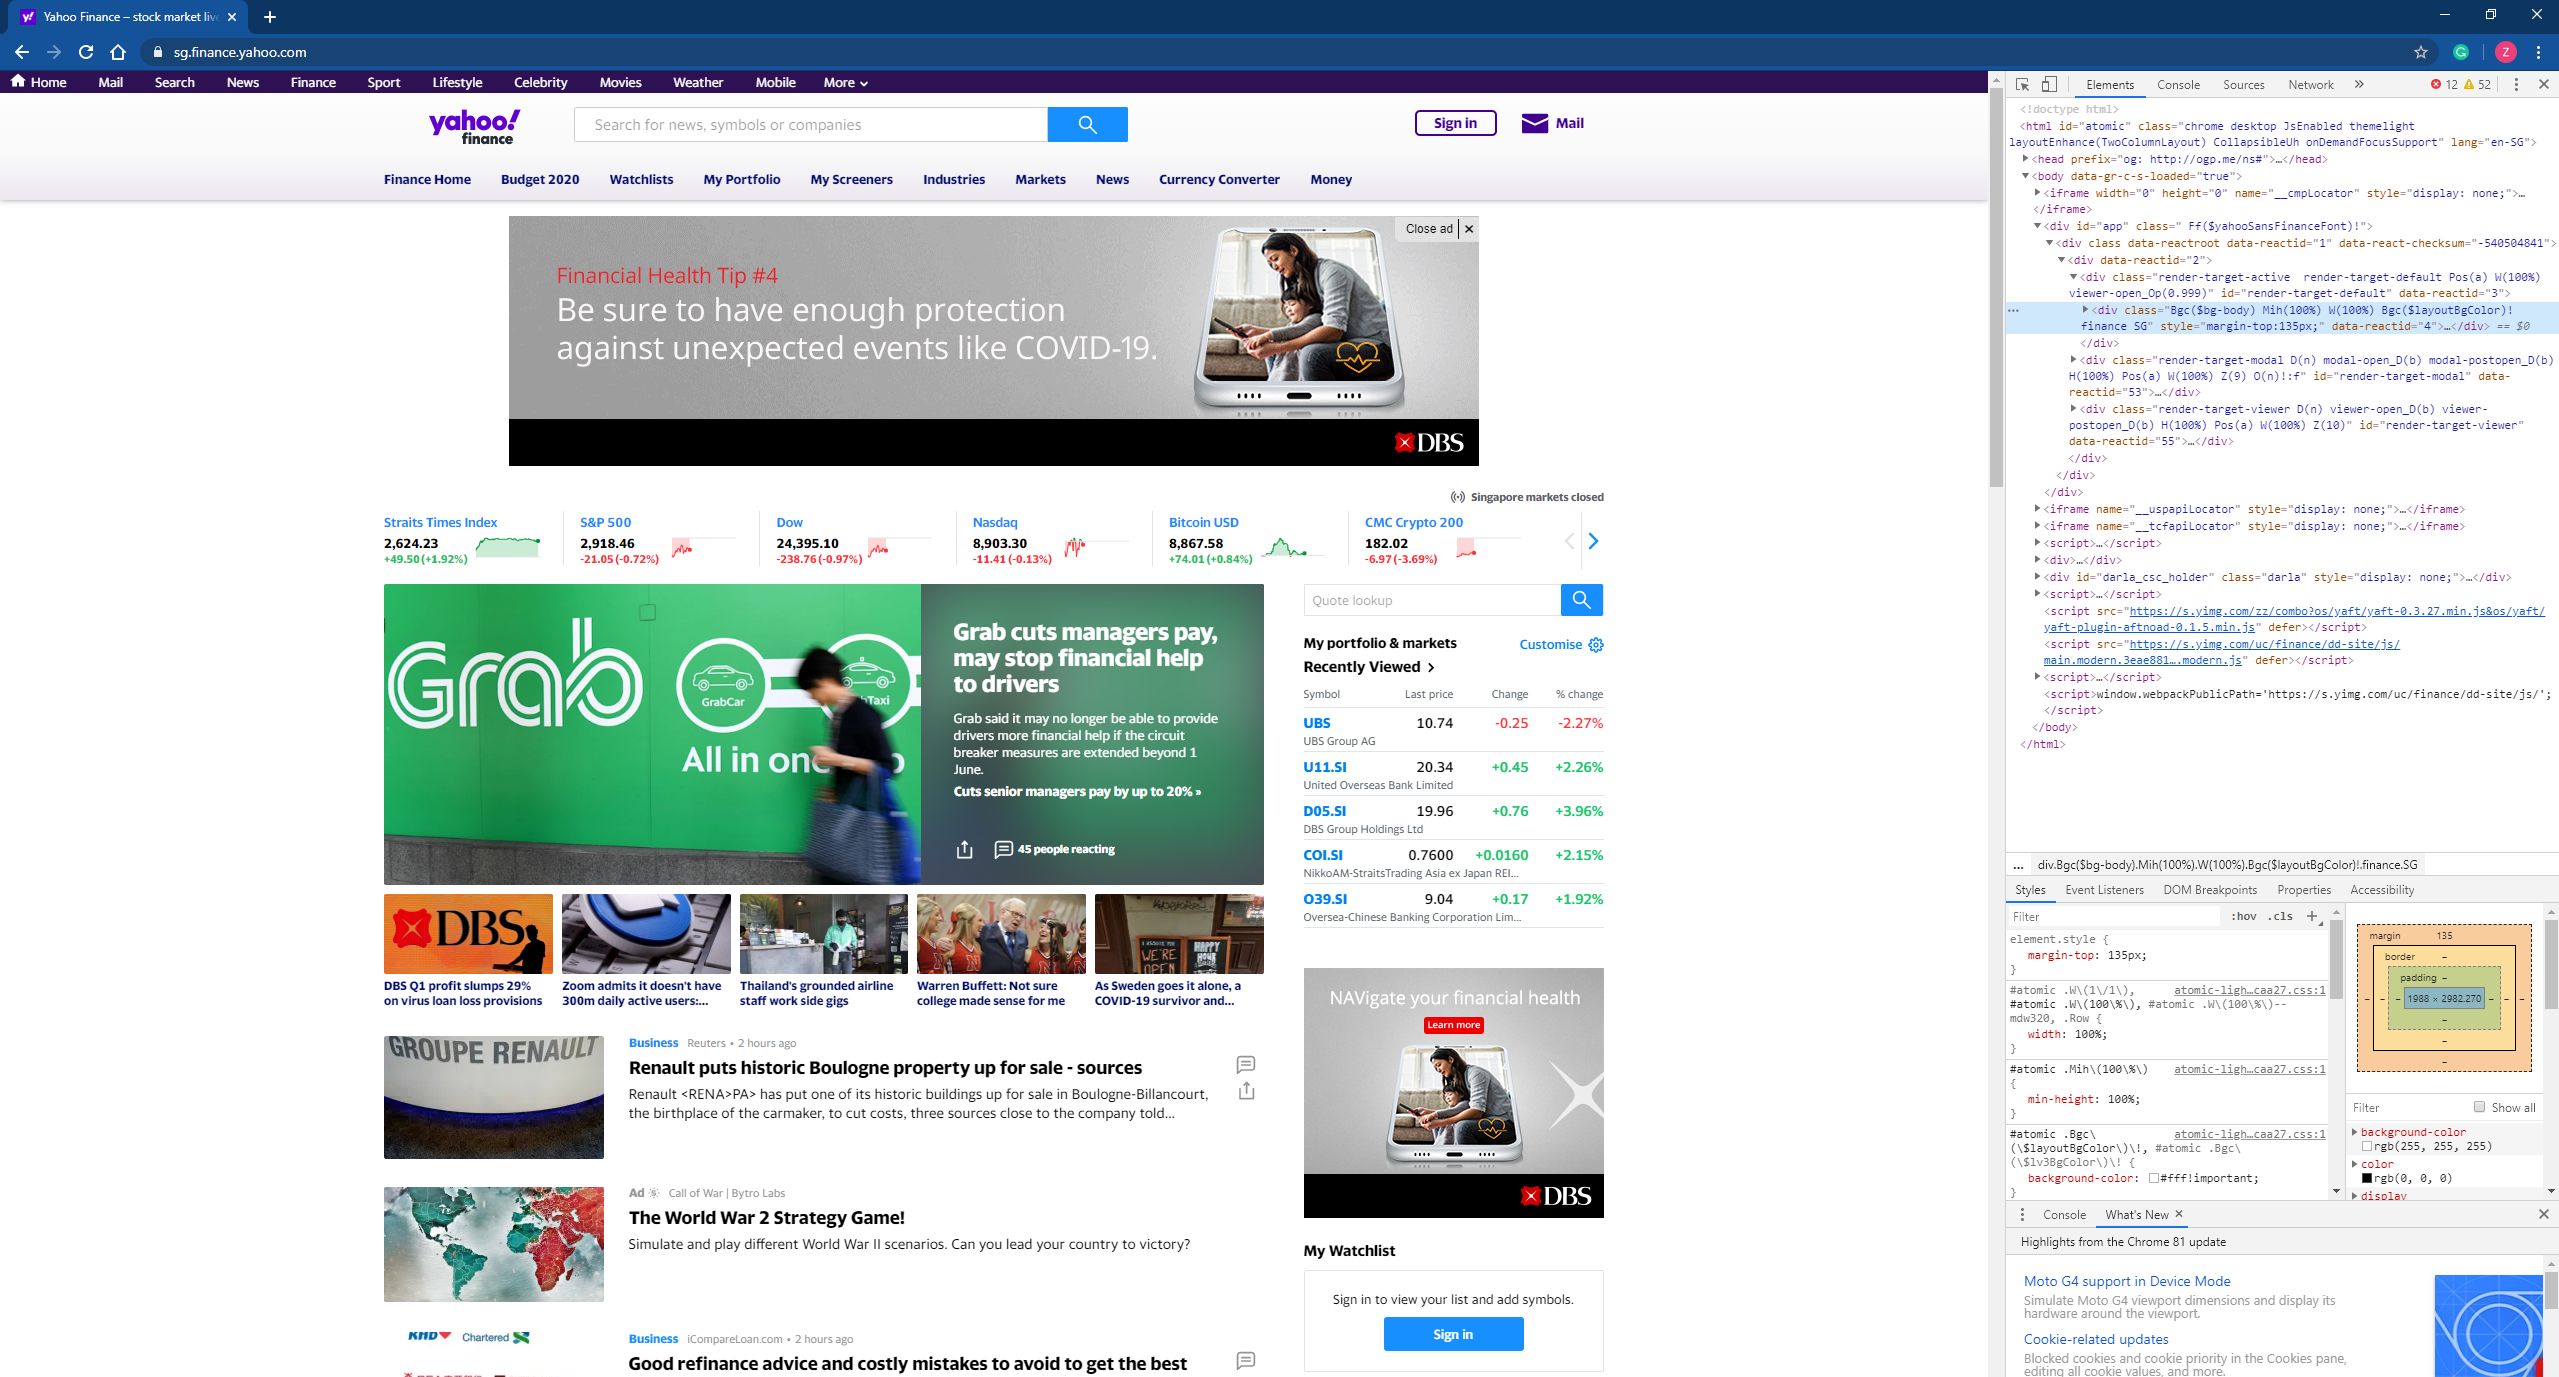 Yahoo Finance – stock market live
sg.finance.yahoo.com
Z
Home Mail Search News Finance Sport Lifestyle Celebrity Movies Weather Mobile More
yahoo!
finance
Search for news, symbols or companies
Sign in
Mail
Finance Home Budget 2020 Watchlists My Portfolio My Screeners Industries Markets News Currency Converter Money
Close ad
Financial Health Tip #4
Be sure to have enough protection
against unexpected events like COVID-19.
DBS
Singapore markets closed
Straits Times Index
2,624.23
+49.50 (+1.92%)
S&P 500
2,918.46
-21.05 (-0.72%)
Dow
24,395.10
-238.76 (-0.97%)
Nasdaq
8,903.30
-11.41 (-0.13%)
Bitcoin USD
8,867.58
+74.01 (+0.84%)
CMC Crypto 200
182.02
-6.97 (-3.69%)
Grab
GrabCar
All in one
Grab cuts managers pay,
may stop financial help
to drivers
Grab said it may no longer be able to provide
drivers more financial help if the circuit
breaker measures are extended beyond 1
June.
Cuts senior managers pay by up to 20% »
45 people reacting
DBS
WE'RE
OPEN
HAPPY
HOUR
DBS Q1 profit slumps 29%
on virus loan loss provisions
Zoom admits it doesn't have
300m daily active users:...
Thailand's grounded airline
staff work side gigs
Warren Buffett: Not sure
college made sense for me
As Sweden goes it alone, a
COVID-19 survivor and...
GROUPE RENAULT
Business Reuters • 2 hours ago
Renault puts historic Boulogne property up for sale - sources
Renault <RENA>PA> has put one of its historic buildings up for sale in Boulogne-Billancourt,
the birthplace of the carmaker, to cut costs, three sources close to the company told...
Ad Call of War | Bytro Labs
The World War 2 Strategy Game!
Simulate and play different World War II scenarios. Can you lead your country to victory?
Chartered
Business iCompareLoan.com • 2 hours ago
Good refinance advice and costly mistakes to avoid to get the best
Quote lookup
My portfolio & markets
Customise
Recently Viewed
Symbol Last price Change % change
UBS 10.74 -0.25 -2.27%
UBS Group AG
U11.SI 20.34 +0.45 +2.26%
United Overseas Bank Limited
D05.SI 19.96 +0.76 +3.96%
DBS Group Holdings Ltd
COI.SI 0.7600 +0.0160 +2.15%
NikkoAM-StraitsTrading Asia ex Japan REI...
O39.SI 9.04 +0.17 +1.92%
Oversea-Chinese Banking Corporation Lim...
NAVigate your financial health
Learn more
DBS
My Watchlist
Sign in to view your list and add symbols.
Sign in
Elements Console Sources Network » 12 52
<!doctype html>
<html id="atomic" class="chrome desktop JsEnabled themelight
layoutEnhance(TwoColumnLayout) CollapsibleUh onDemandFocusSupport" lang="en-SG">
<head prefix="og: http://ogp.me/ns#">…</head>
<body data-gr-c-s-loaded="true">
<iframe width="0" height="0" name="__cmpLocator" style="display: none;">…
</iframe>
<div id="app" class=" Ff($yahooSansFinanceFont)!">
<div class data-reactroot data-reactid="1" data-react-checksum="-540504841">
<div data-reactid="2">
<div class="render-target-active  render-target-default Pos(a) W(100%)
viewer-open_Op(0.999)" id="render-target-default" data-reactid="3">
<div class="Bgc($bg-body) Mih(100%) W(100%) Bgc($layoutBgColor)!
finance SG" style="margin-top:135px;" data-reactid="4">…</div> == $0
</div>
<div class="render-target-modal D(n) modal-open_D(b) modal-postopen_D(b)
H(100%) Pos(a) W(100%) Z(9) O(n)!:f" id="render-target-modal" data-
reactid="53">…</div>
<div class="render-target-viewer D(n) viewer-open_D(b) viewer-
postopen_D(b) H(100%) Pos(a) W(100%) Z(10)" id="render-target-viewer"
data-reactid="55">…</div>
</div>
</div>
</div>
<iframe name="__uspapiLocator" style="display: none;">…</iframe>
<iframe name="__tcfapiLocator" style="display: none;">…</iframe>
<script>…</script>
<div>…</div>
<div id="darla_csc_holder" class="darla" style="display: none;">…</div>
<script>…</script>
<script src="https://s.yimg.com/zz/combo?os/yaft/yaft-0.3.27.min.js&os/yaft/
yaft-plugin-aftnoad-0.1.5.min.js" defer></script>
<script src="https://s.yimg.com/uc/finance/dd-site/js/
main.modern.3eae881….modern.js" defer></script>
<script>…</script>
<script>window.webpackPublicPath='https://s.yimg.com/uc/finance/dd-site/js/';
</script>
</body>
</html>
... div.Bgc($bg-body).Mih(100%).W(100%).Bgc($layoutBgColor)!.finance.SG
Styles Event Listeners DOM Breakpoints Properties Accessibility
Filter :hov .cls +
element.style {
margin-top: 135px;
}
#atomic .W\(1\/1\), atomic-ligh…caa27.css:1
#atomic .W\(100\%\), #atomic .W\(100\%\)--
mdw320, .Row {
width: 100%;
}
#atomic .Mih\(100\%\) atomic-ligh…caa27.css:1
{
min-height: 100%;
}
#atomic .Bgc\ atomic-ligh…caa27.css:1
(\$layoutBgColor\)\!, #atomic .Bgc\
(\$lv3BgColor\)\! {
background-color: #fff!important;
}
margin 135
border –
padding –
1988 × 2982.270
Filter Show all
background-color
rgb(255, 255, 255)
color
rgb(0, 0, 0)
display
Console What's New
Highlights from the Chrome 81 update
Moto G4 support in Device Mode
Simulate Moto G4 viewport dimensions and display its
hardware around the viewport.
Cookie-related updates
Blocked cookies and cookie priority in the Cookies pane,
editing all cookie values, and more.